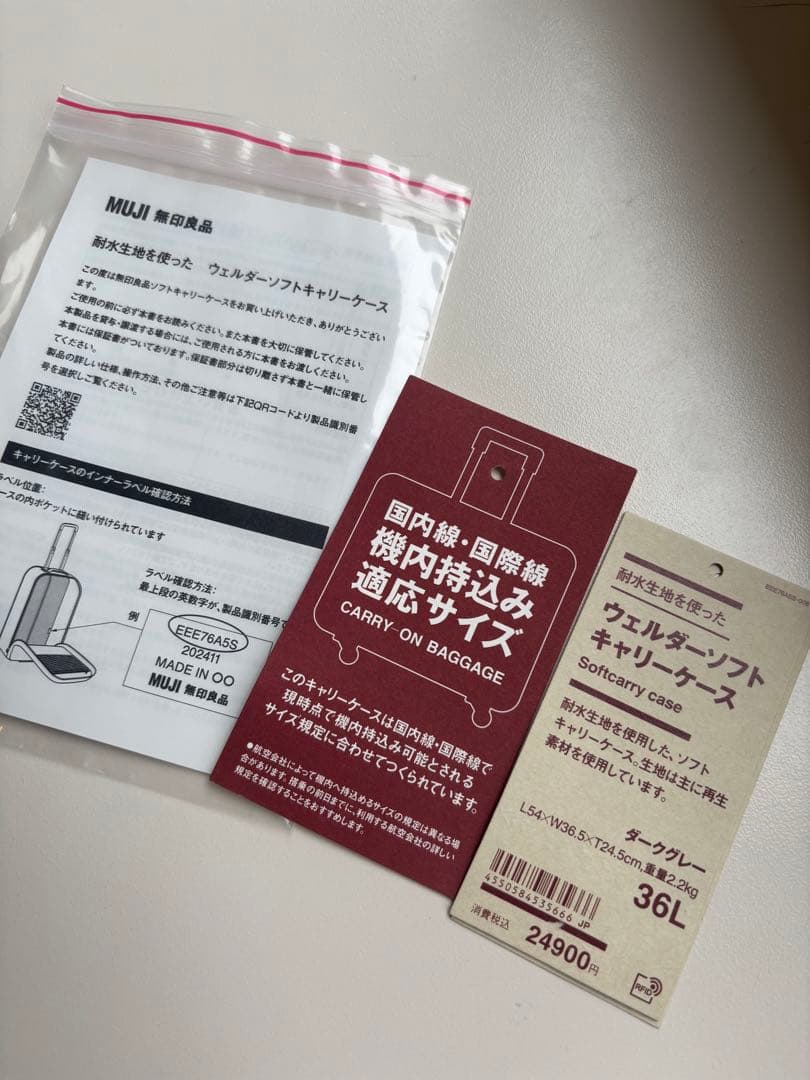 MUJI 無印良品
耐水生地を使った ウェルダーソフトキャリーケース
この度は無印良品ソフトキャリーケースをお買い上げいただき、ありがとうござい
ます。
ご使用の前に必ず本書をお読みください。また本書を大切に保管してください。
本製品を貸与・譲渡する場合には、ご使用される方に本書をお渡しください。
本書には保証書がついております。保証書部分は切り離さず本書と一緒に保管し
てください。
製品の詳しい仕様、操作方法、その他ご注意等は下記QRコードより製品識別番
号を選択しご覧ください。
キャリーケースのインナーラベル確認方法
ラベル位置:
ースの内ポケットに縫い付けられています
ラベル確認方法:
最上段の英数字が、製品識別番号で
例
EEE76A5S
202411
MADE IN OO
MUJI 無印良品
国内線・国際線
機内持込み
適応サイズ
CARRY-ON BAGGAGE
このキャリーケースは国内線・国際線で
現時点で機内持込み可能とされる
サイズ規定に合わせてつくられています。
●航空会社によって機内へ持込めるサイズの規定は異なる場
合があります。搭乗の前日までに、利用する航空会社の詳しい
規定を確認することをおすすめします。
耐水生地を使った
ウェルダーソフト
キャリーケース
Softcarry case
耐水生地を使用した、ソフト
キャリーケース。生地は主に再生
素材を使用しています。
ダークグレー
L54×W36.5×T24.5cm,重量2.2kg
36L
4550584535666 JP
消費税込 24900円
RFID